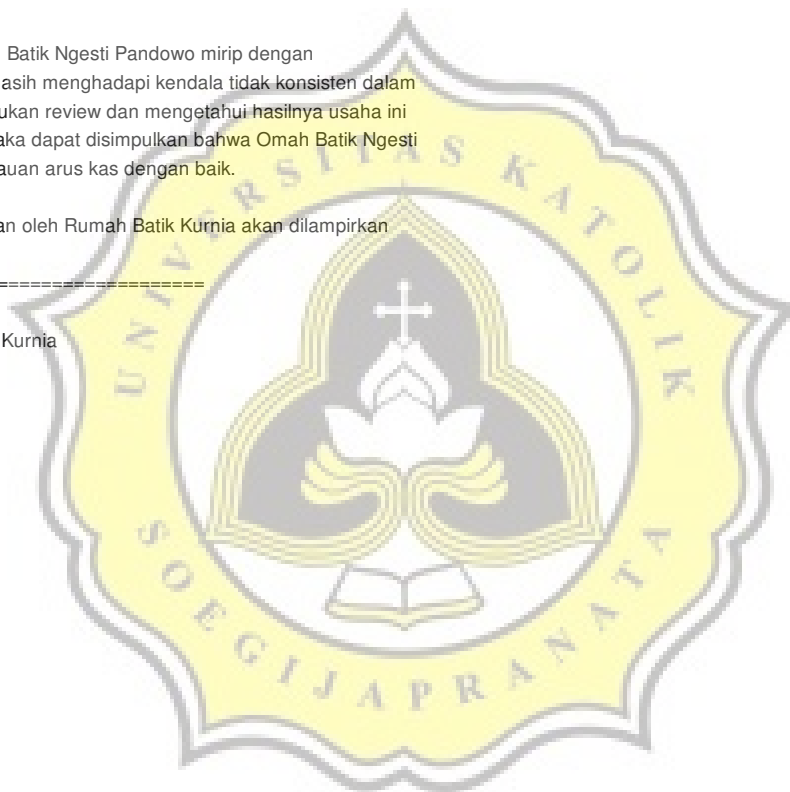 Batik Ngesti Pandowo mirip dengan
asih menghadapi kendala tidak konsisten dalam
ukan review dan mengetahui hasilnya usaha ini
aka dapat disimpulkan bahwa Omah Batik Ngesti
auan arus kas dengan baik.
an oleh Rumah Batik Kurnia akan dilampirkan
===================
Kurnia
UNIVERSITAS KATOLIK
SOEGIJAPRANATA